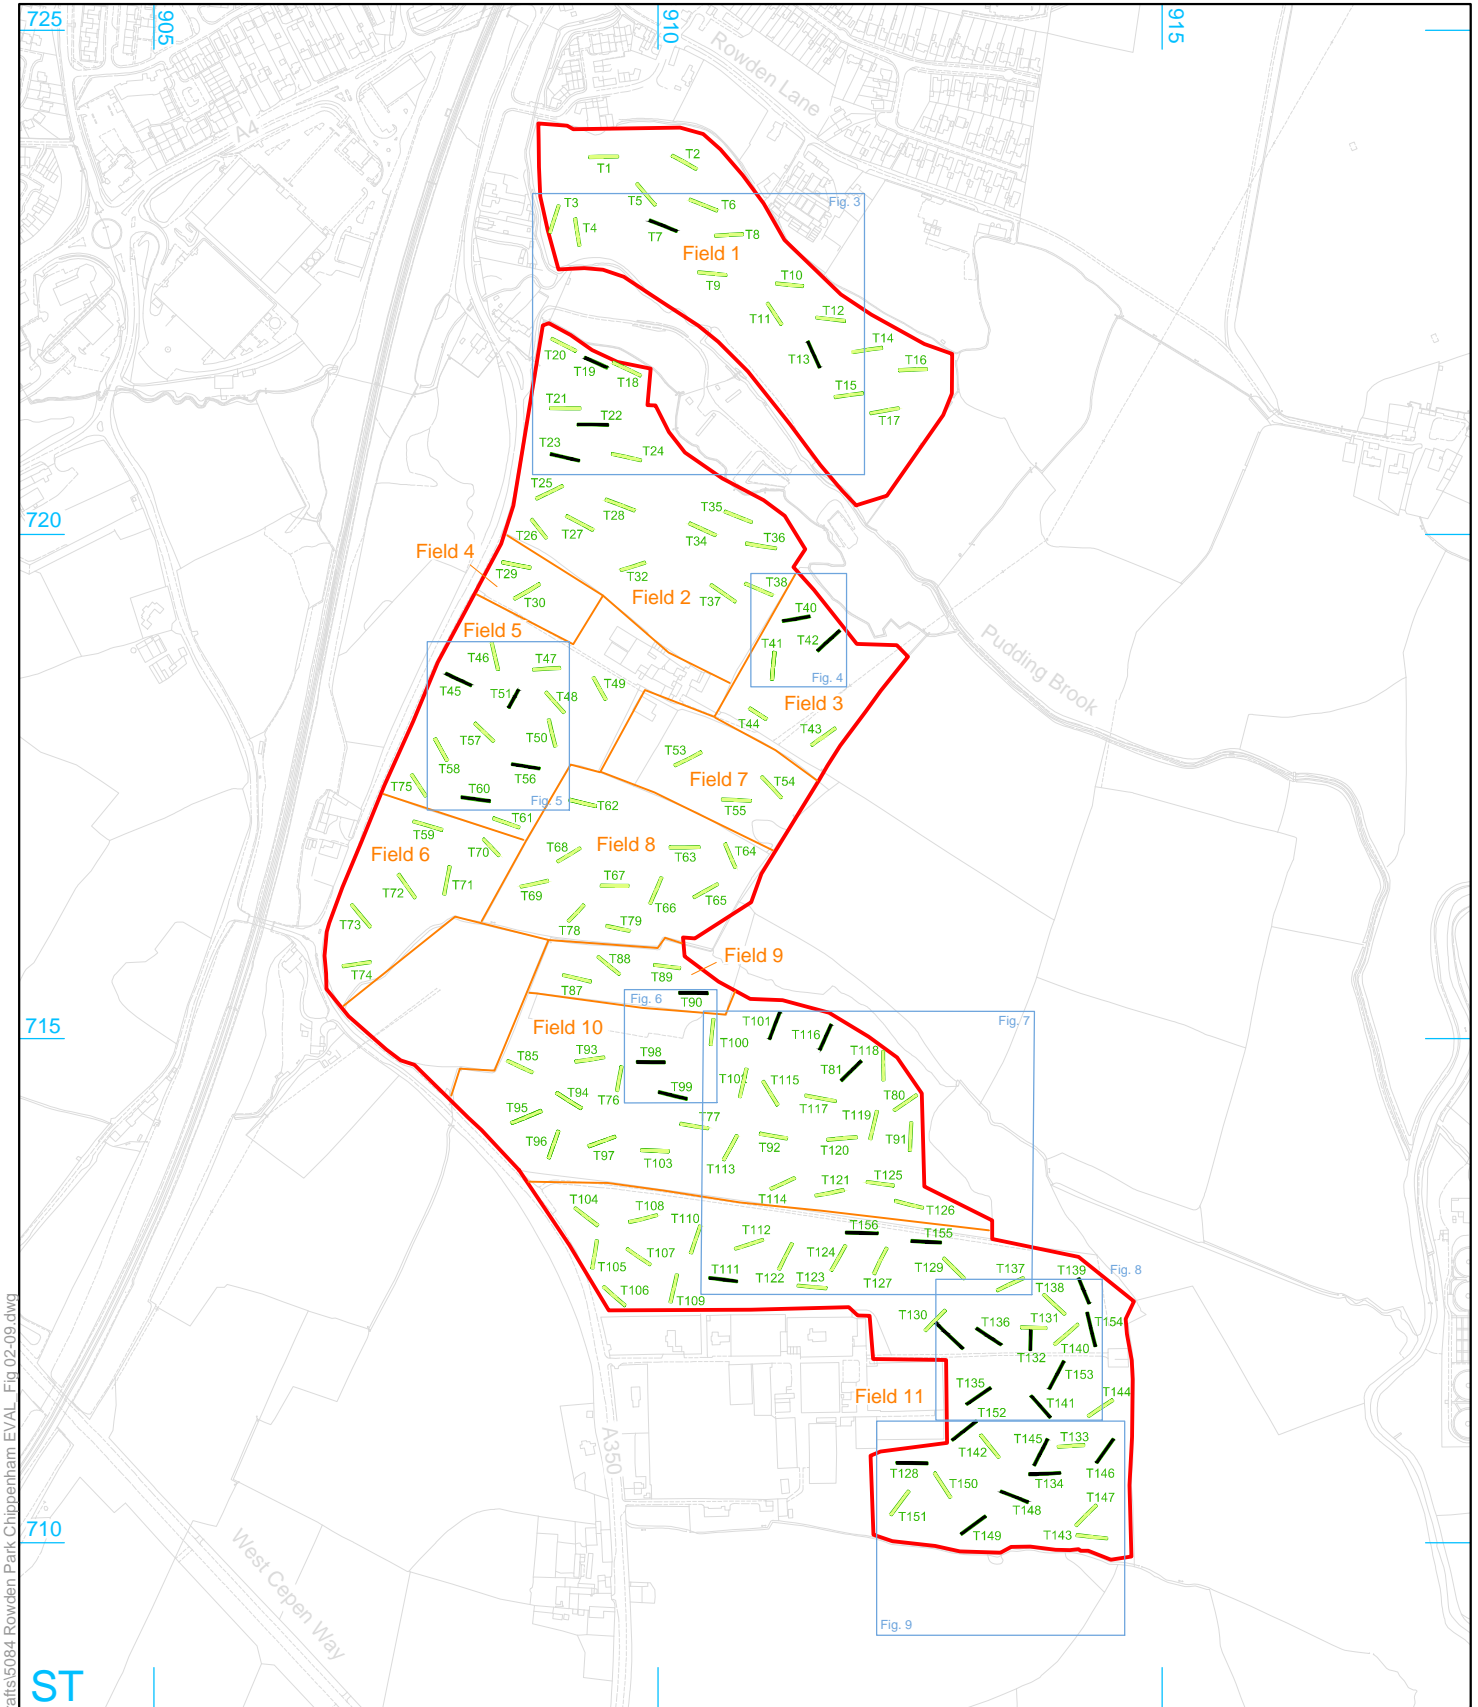 725
905
910
915
Rowden Lane
A4
T1
T2
T3
T4
T5
T6
Fig. 3
T7
T8
Field 1
T9
T10
T11
T12
T13
T14
T16
T15
T17
T20
T19
T18
T21
T22
T23
T24
T25
T26
T27
T28
T35
T34
T36
720
Field 4
T29
T30
T32
Field 2
T37
T38
T40
T42
T41
Fig. 4
Pudding Brook
Field 5
T46
T47
T45
T51
T48
T49
T57
T50
T58
T56
T75
T60
Fig. 5
Field 3
T44
T43
T53
Field 7
T54
T55
T62
T59
T61
Field 6
T70
T68
Field 8
T63
T64
T72
T71
T69
T67
T66
T65
T73
T78
T79
T74
T88
T89
Field 9
T87
T90
Fig. 6
Fig. 7
715
Field 10
T100
T101
T116
T118
T85
T93
T98
T81
T76
T99
T102
T115
T117
T80
T94
T95
T77
T119
T91
T96
T97
T103
T113
T92
T120
T114
T121
T125
T126
T104
T108
T110
T112
T156
T155
T105
T107
T111
T122
T124
T123
T127
T129
T137
T139
Fig. 8
T106
T109
T138
T130
T136
T131
T154
T132
T140
T153
T135
T141
T144
Field 11
T152
T142
T145
T133
T146
T128
T134
T150
T148
T147
T151
T149
T143
A350
710
West Cepen Way
Fig. 9
ST
afts\5084 Rowden Park Chippenham EVAL_Fig 02-09.dwg